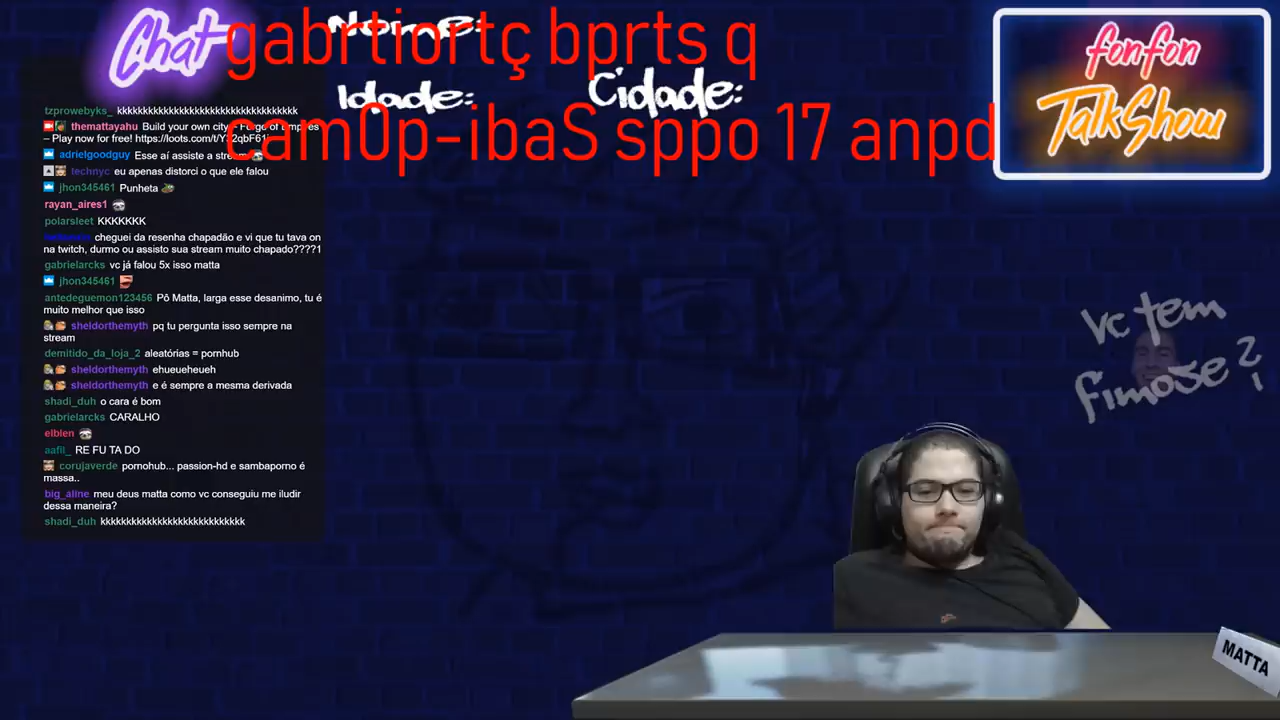 Chat
Nome:
gabrtiortç bprts q
Idade: Cidade:
cam0p-ibaS sppo 17 anpd
fonfon
TalkShow
tzprowebyks_ kkkkkkkkkkkkkkkkkkkkkkkkkkkkkkkkkkk
themattayahu Build your own city - Forge of Empires
– Play now for free!
adrielgoodguy Esse aí assiste a stream
technyc eu apenas distorci o que ele falou
jhon345461 Punheta
rayan_aires1
polarsleet KKKKKKK
cheguei da resenha chapadão e vi que tu tava on
na twitch, durmo ou assisto sua stream muito chapado????1
gabrielarcks vc já falou 5x isso matta
jhon345461
antedeguemon123456 Pô Matta, larga esse desanimo, tu é
muito melhor que isso
sheldorthemyth pq tu pergunta isso sempre na
stream
demitido_da_loja_2 aleatórias = pornhub
sheldorthemyth ehueueheueh
sheldorthemyth e é sempre a mesma derivada
shadi_duh o cara é bom
gabrielarcks CARALHO
elblen
aafil_ RE FU TA DO
corujaverde pornohub... passion-hd e sambaporno é
massa..
big_aline meu deus matta como vc conseguiu me iludir
dessa maneira?
shadi_duh kkkkkkkkkkkkkkkkkkkkkkkkkkkk
vc tem
fimose?
MATTA